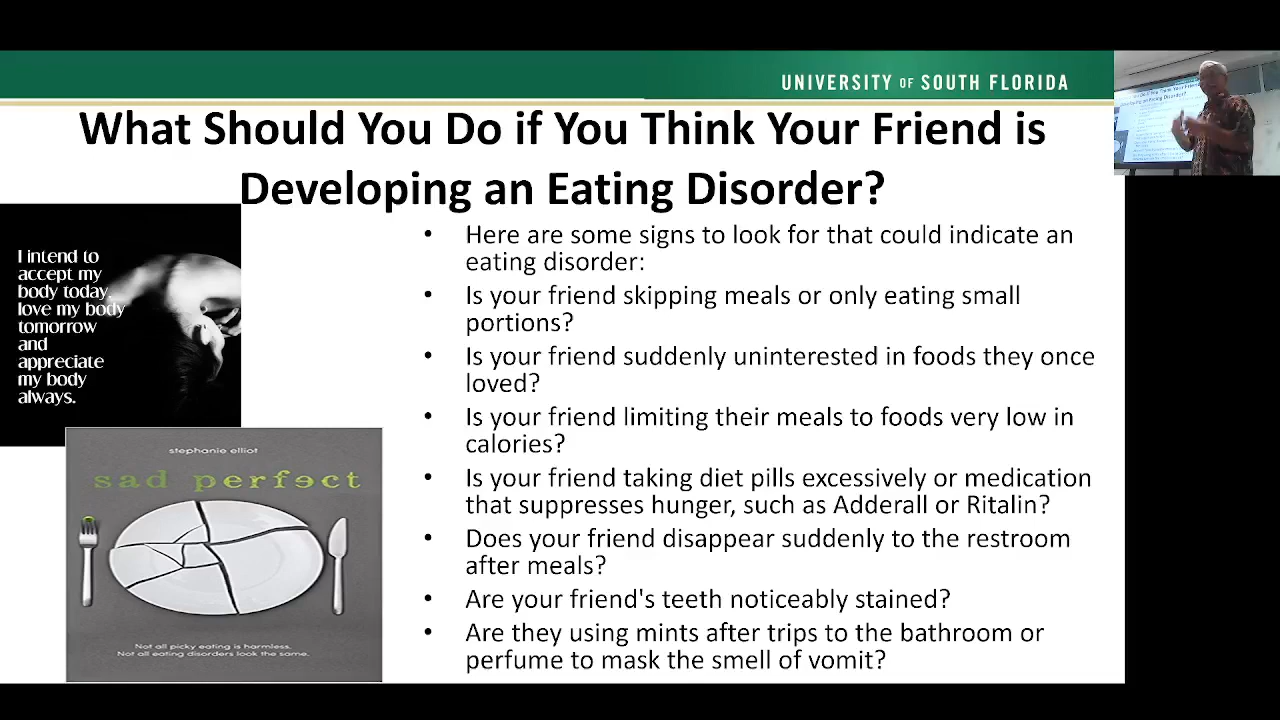 UNIVERSITY OF SOUTH FLORIDA
What Should You Do if You Think Your Friend is
Developing an Eating Disorder?
I intend to
accept my
body today,
love my body
tomorrow
and
appreciate
my body
always.
stephanie elliot
sad perfect
Not all picky eating is harmless.
Not all eating disorders look the same.
• Here are some signs to look for that could indicate an
eating disorder:
• Is your friend skipping meals or only eating small
portions?
• Is your friend suddenly uninterested in foods they once
loved?
• Is your friend limiting their meals to foods very low in
calories?
• Is your friend taking diet pills excessively or medication
that suppresses hunger, such as Adderall or Ritalin?
• Does your friend disappear suddenly to the restroom
after meals?
• Are your friend's teeth noticeably stained?
• Are they using mints after trips to the bathroom or
perfume to mask the smell of vomit?